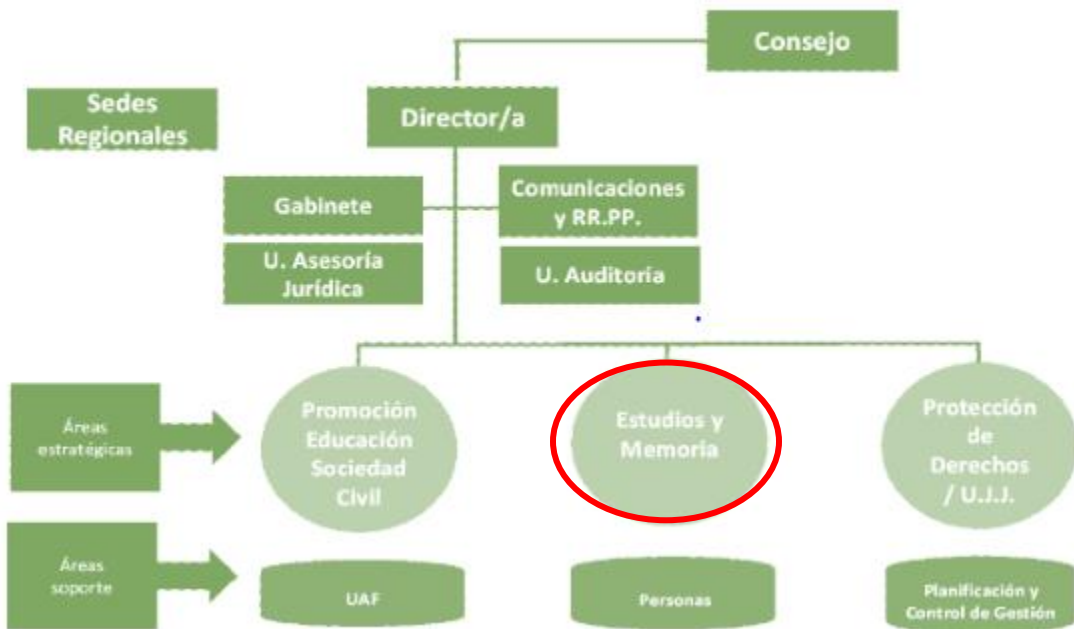 Consejo
Sedes
Regionales
Director/a
Gabinete
Comunicaciones
y RR.PP.
U. Asesoría
Jurídica
U. Auditoría
Áreas
estratégicas
Promoción
Educación
Sociedad
Civil
Estudios y
Memoria
Protección
de
Derechos
/ U.J.J.
Áreas
soporte
UAF
Personas
Planificación y
Control de Gestión